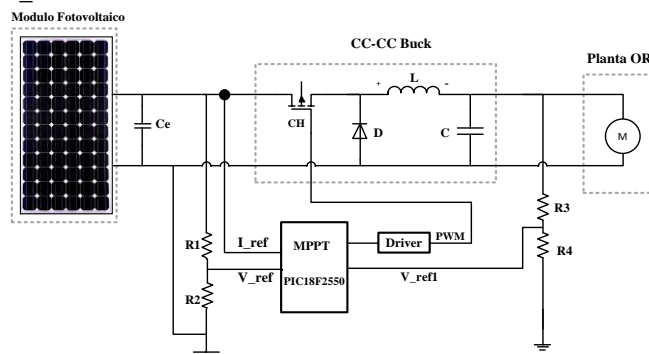 Modulo Fotovoltaico
CC-CC Buck
Planta OR
L
+
-
Ce
CH
D
C
M
R1
I_ref
MPPT
Driver
PWM
R3
R4
V_ref
PIC18F2550
V_ref1
R2